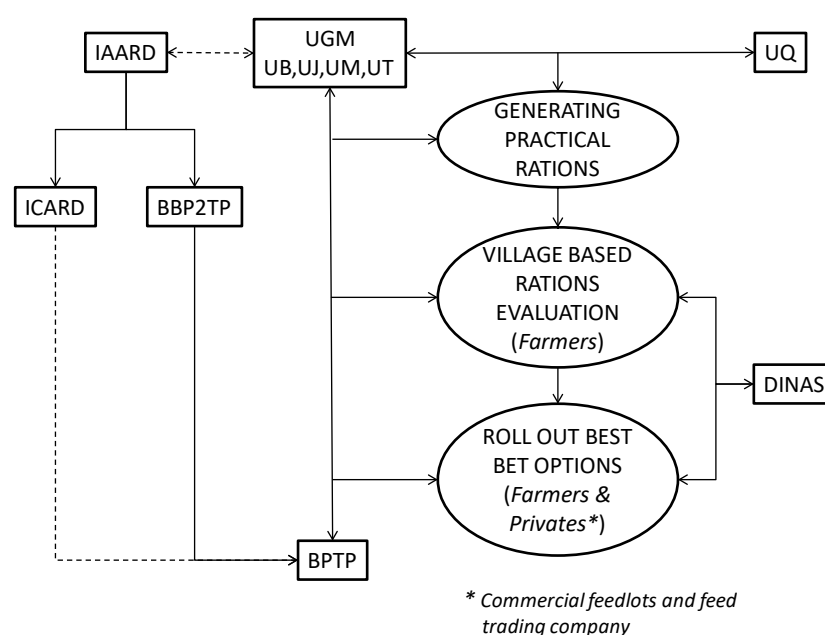 IAARD
UGM
UB,UJ,UM,UT
UQ
GENERATING
PRACTICAL
RATIONS
ICARD
BBP2TP
VILLAGE BASED
RATIONS
EVALUATION
(Farmers)
DINAS
ROLL OUT BEST
BET OPTIONS
(Farmers &
Privates*)
BPTP
* Commercial feedlots and feed
trading company